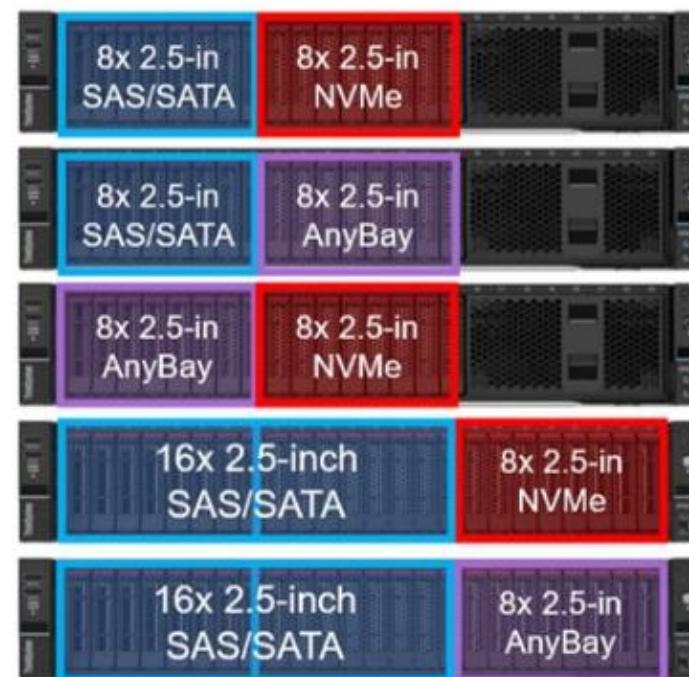 8x 2.5-in 8x 2.5-in
SAS/SATA NVMe
8x 2.5-in 8x 2.5-in
SAS/SATA AnyBay
8x 2.5-in 8x 2.5-in
AnyBay NVMe
16x 2.5-inch 8x 2.5-in
SAS/SATA NVMe
16x 2.5-inch 8x 2.5-in
SAS/SATA AnyBay